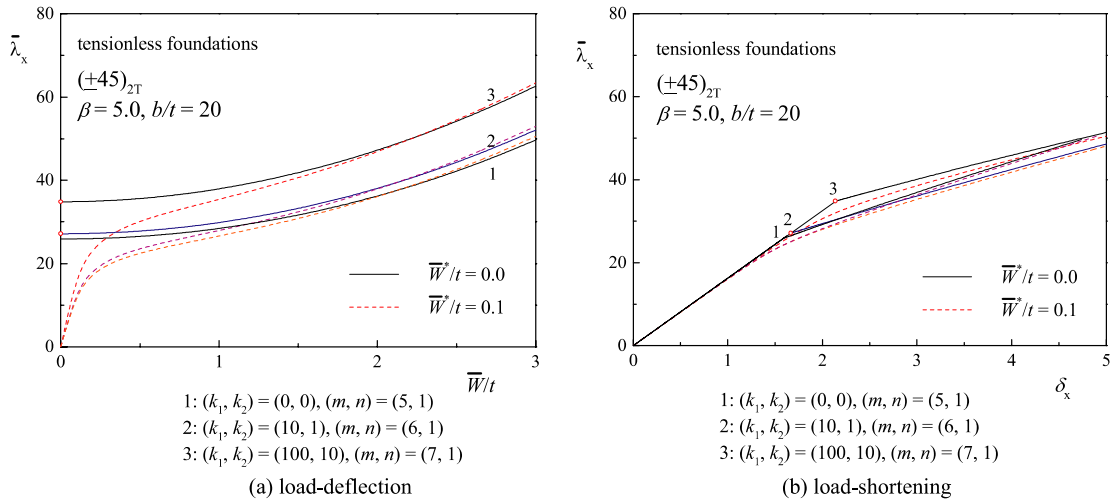 λ̄ₓ
tensionless foundations
(±45)₂T
β = 5.0, b/t = 20
80
60
40
20
0
3
2
1
W̄*/t = 0.0
W̄*/t = 0.1
0 1 2 3
W̄/t
1: (k₁, k₂) = (0, 0), (m, n) = (5, 1)
2: (k₁, k₂) = (10, 1), (m, n) = (6, 1)
3: (k₁, k₂) = (100, 10), (m, n) = (7, 1)
(a) load-deflection
λ̄ₓ
tensionless foundations
(±45)₂T
β = 5.0, b/t = 20
80
60
40
20
0
3
2
1
W̄*/t = 0.0
W̄*/t = 0.1
0 1 2 3 4 5
δₓ
1: (k₁, k₂) = (0, 0), (m, n) = (5, 1)
2: (k₁, k₂) = (10, 1), (m, n) = (6, 1)
3: (k₁, k₂) = (100, 10), (m, n) = (7, 1)
(b) load-shortening